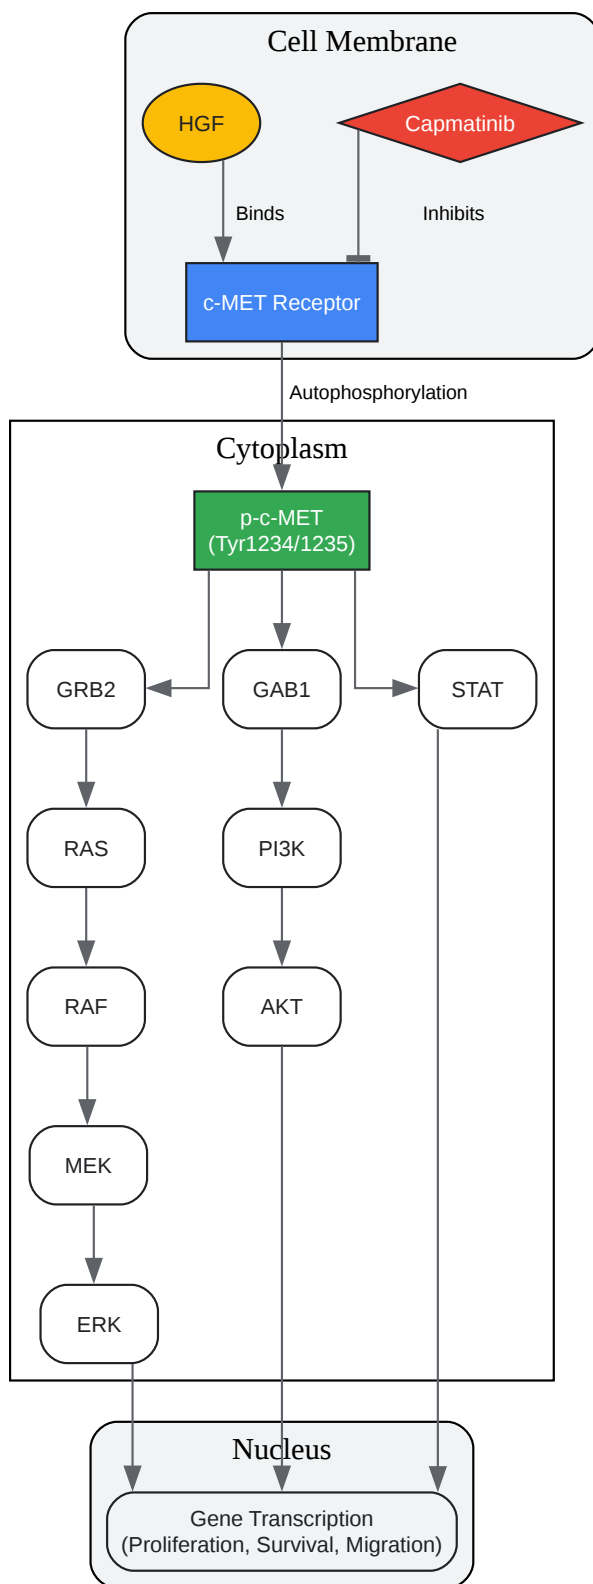 Cell Membrane
HGF
Capmatinib
Binds
Inhibits
c-MET Receptor
Autophosphorylation
Cytoplasm
p-c-MET
(Tyr1234/1235)
GRB2
GAB1
STAT
RAS
PI3K
RAF
AKT
MEK
ERK
Nucleus
Gene Transcription
(Proliferation, Survival, Migration)